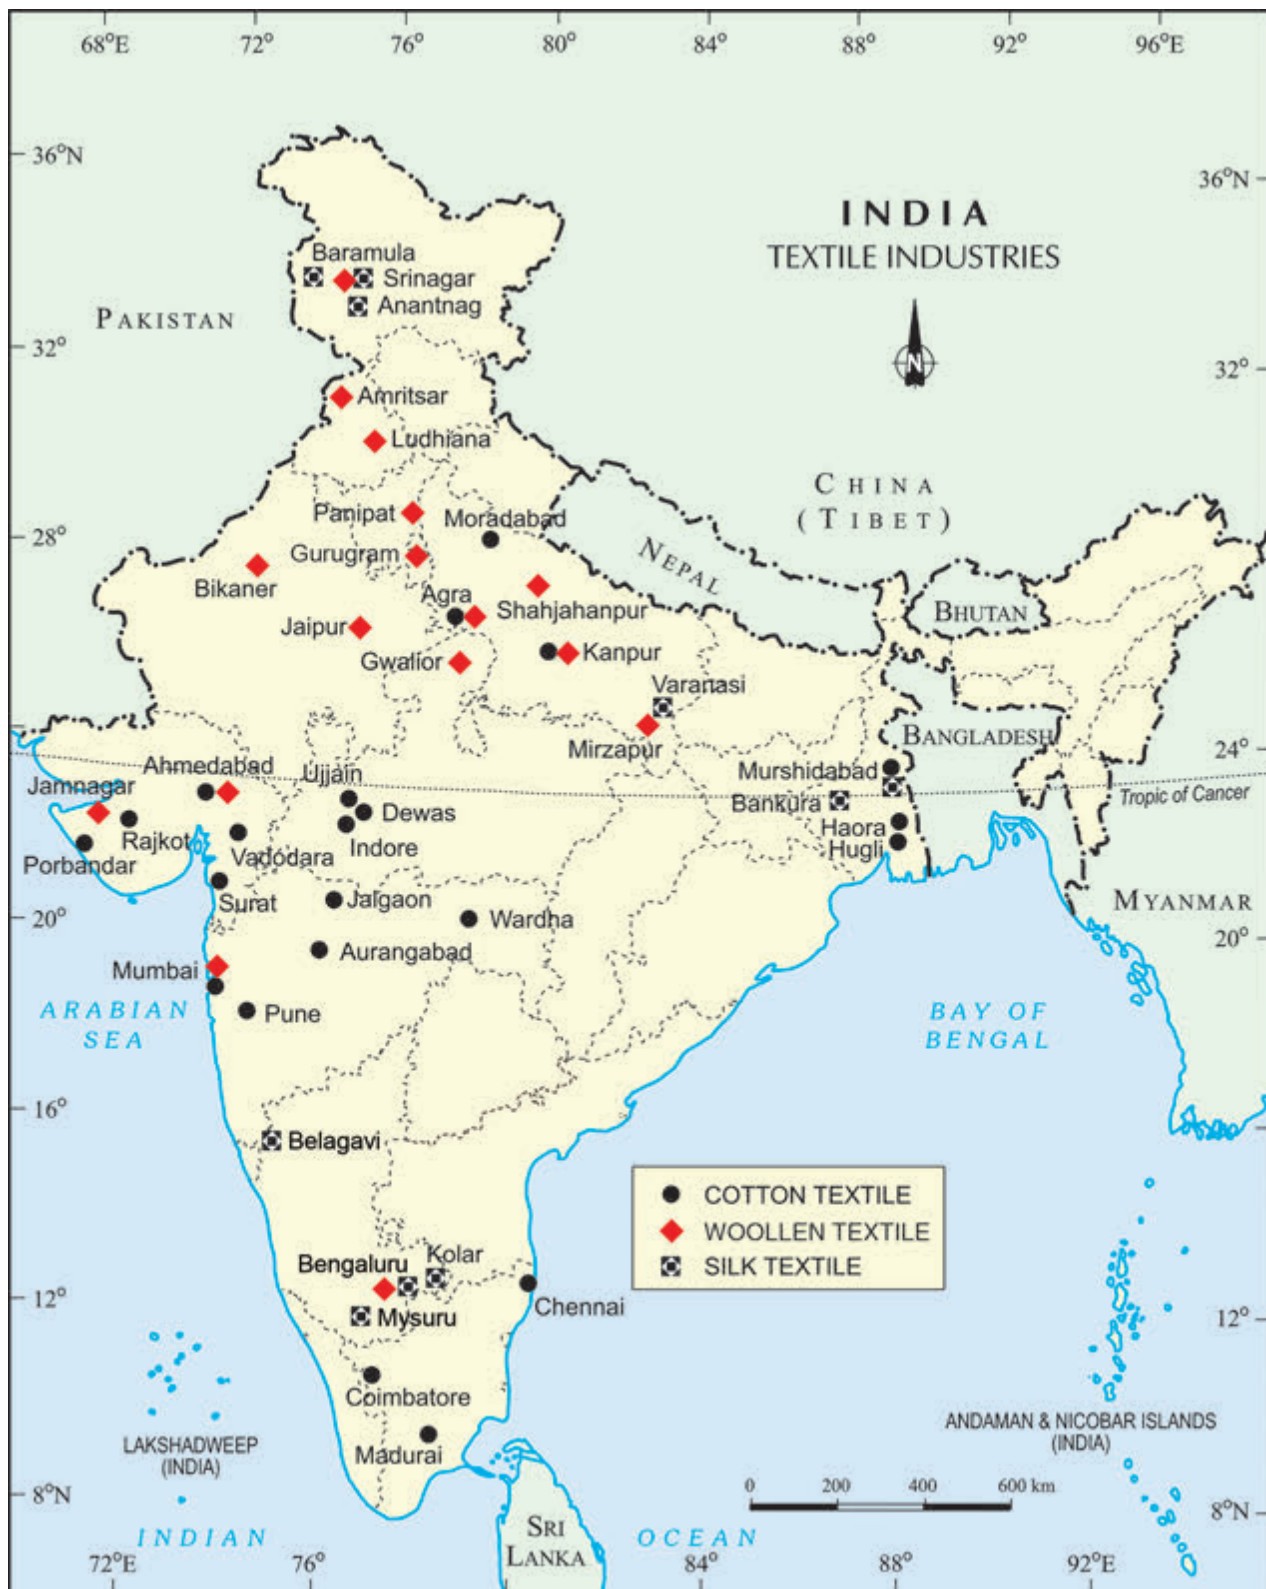 68°E 72° 76° 80° 84° 88° 92° 96°E
36°N
36°N
INDIA
TEXTILE INDUSTRIES
Baramula
Srinagar
Anantnag
PAKISTAN
N
32°
32°
Amritsar
Ludhiana
CHINA
(TIBET)
Panipat
Moradabad
28°
28°
Gurugram
NEPAL
Bikaner
Agra
Shahjahanpur
BHUTAN
Jaipur
Gwalior
Kanpur
Varanasi
Mirzapur
BANGLADESH
24°
Ahmedabad
Ujjain
Murshidabad
Jamnagar
Dewas
Bankura
Tropic of Cancer
Rajkot
Indore
Haora
Porbandar
Vadodara
Hugli
Surat
Jalgaon
Wardha
MYANMAR
20°
20°
Aurangabad
Mumbai
ARABIAN
SEA
Pune
BAY OF
BENGAL
16°
Belagavi
COTTON TEXTILE
WOOLLEN TEXTILE
SILK TEXTILE
Bengaluru
Kolar
12°
Chennai
12°
Mysuru
Coimbatore
LAKSHADWEEP
(INDIA)
Madurai
ANDAMAN & NICOBAR ISLANDS
(INDIA)
0 200 400 600 km
8°N
8°N
INDIAN
OCEAN
SRI
LANKA
72°E 76° 84° 88° 92°E